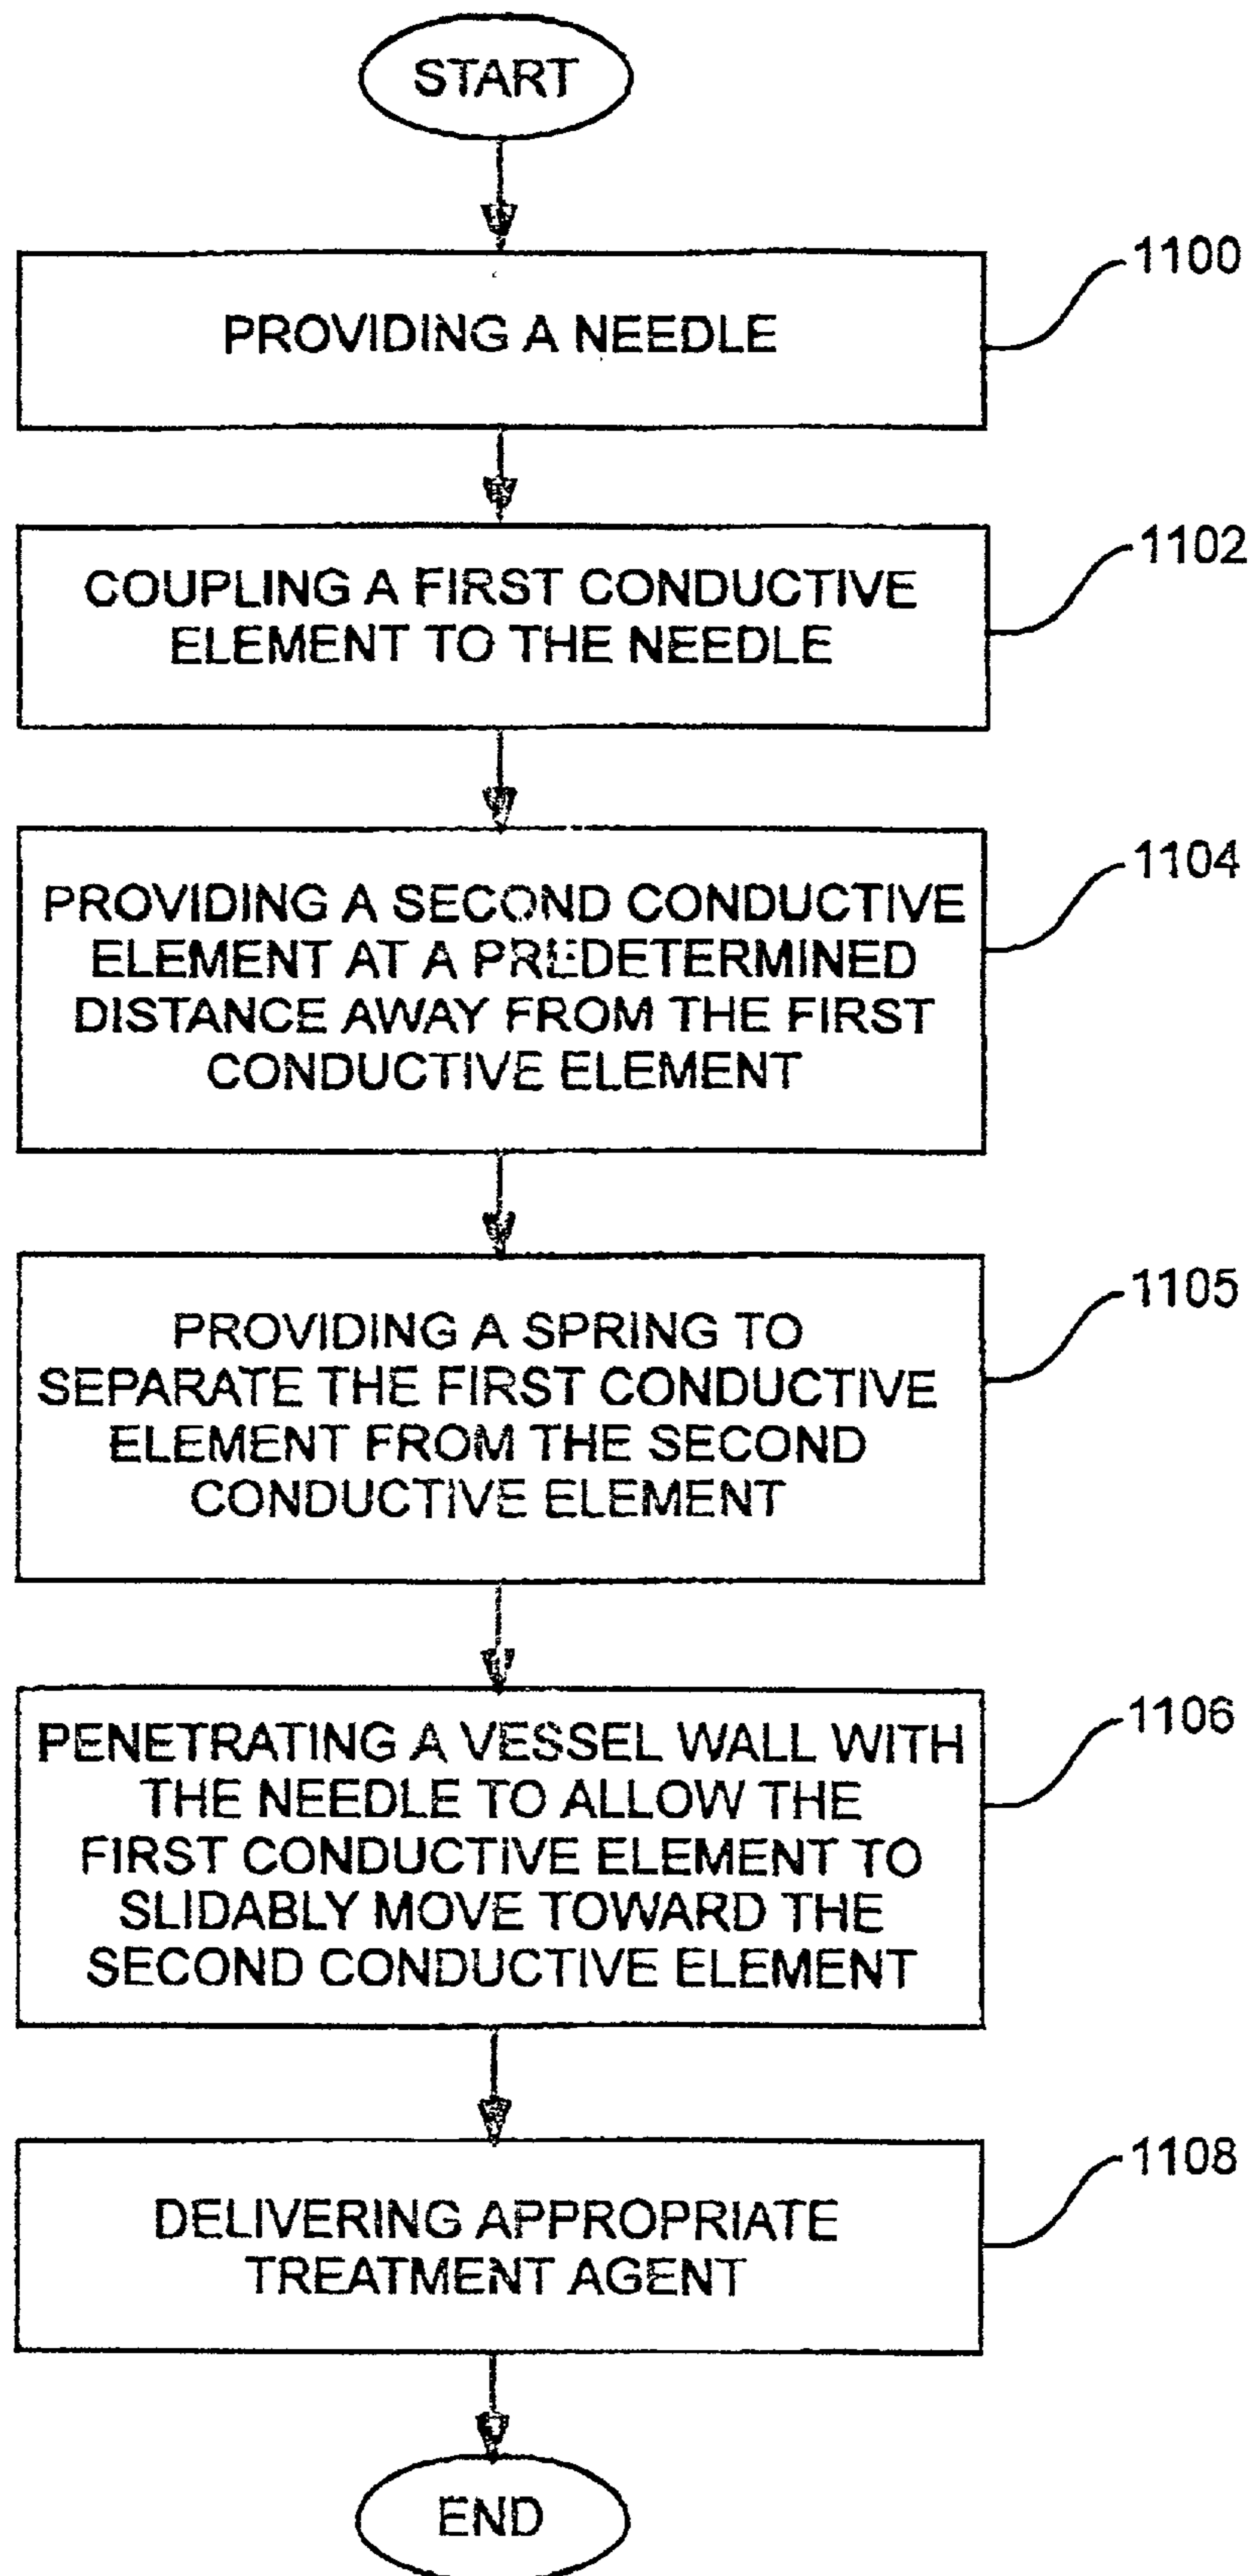 START
PROVIDING A NEEDLE
1100
COUPLING A FIRST CONDUCTIVE
ELEMENT TO THE NEEDLE
1102
PROVIDING A SECOND CONDUCTIVE
ELEMENT AT A PREDETERMINED
DISTANCE AWAY FROM THE FIRST
CONDUCTIVE ELEMENT
1104
PROVIDING A SPRING TO
SEPARATE THE FIRST CONDUCTIVE
ELEMENT FROM THE SECOND
CONDUCTIVE ELEMENT
1105
PENETRATING A VESSEL WALL WITH
THE NEEDLE TO ALLOW THE
FIRST CONDUCTIVE ELEMENT TO
SLIDABLY MOVE TOWARD THE
SECOND CONDUCTIVE ELEMENT
1106
DELIVERING APPROPRIATE
TREATMENT AGENT
1108
END